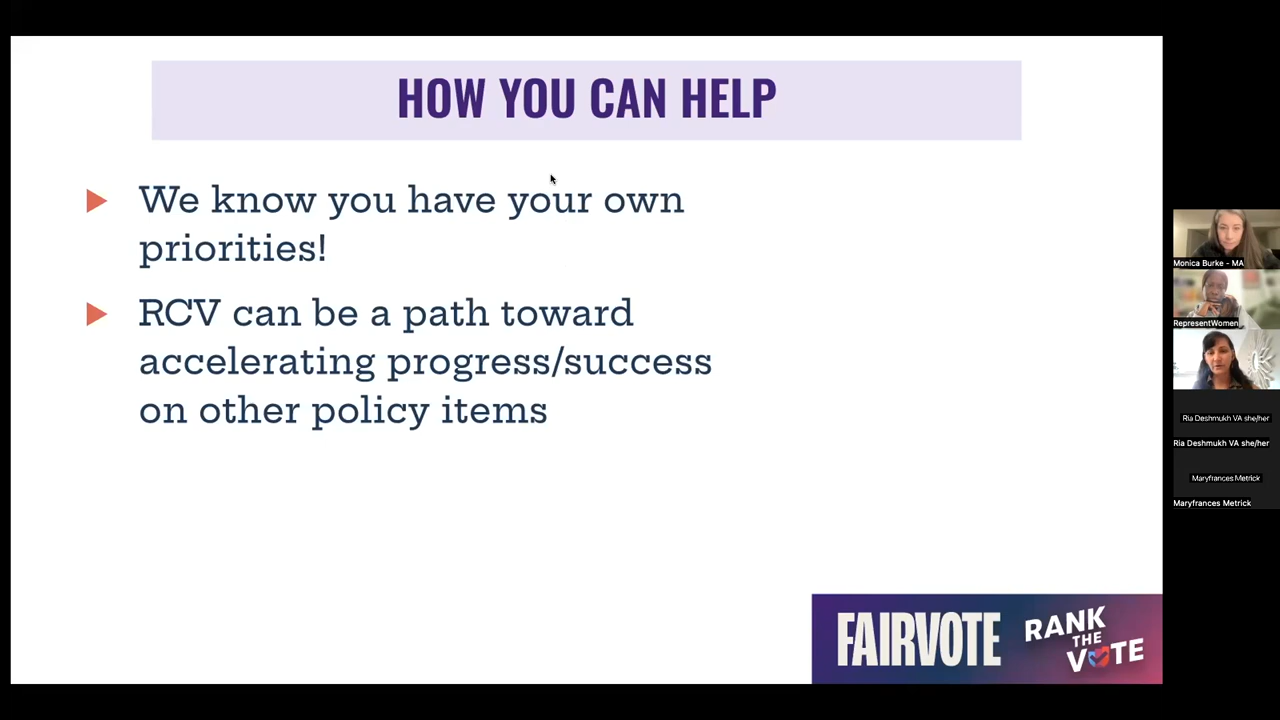 HOW YOU CAN HELP
We know you have your own
priorities!
RCV can be a path toward
accelerating progress/success
on other policy items
FAIRVOTE
RANK
THE
VOTE
Monica Burke - MA
RepresentWomen
Ria Deshmukh VA she/her
Ria Deshmukh VA she/her
Maryfrances Metrick
Maryfrances Metrick